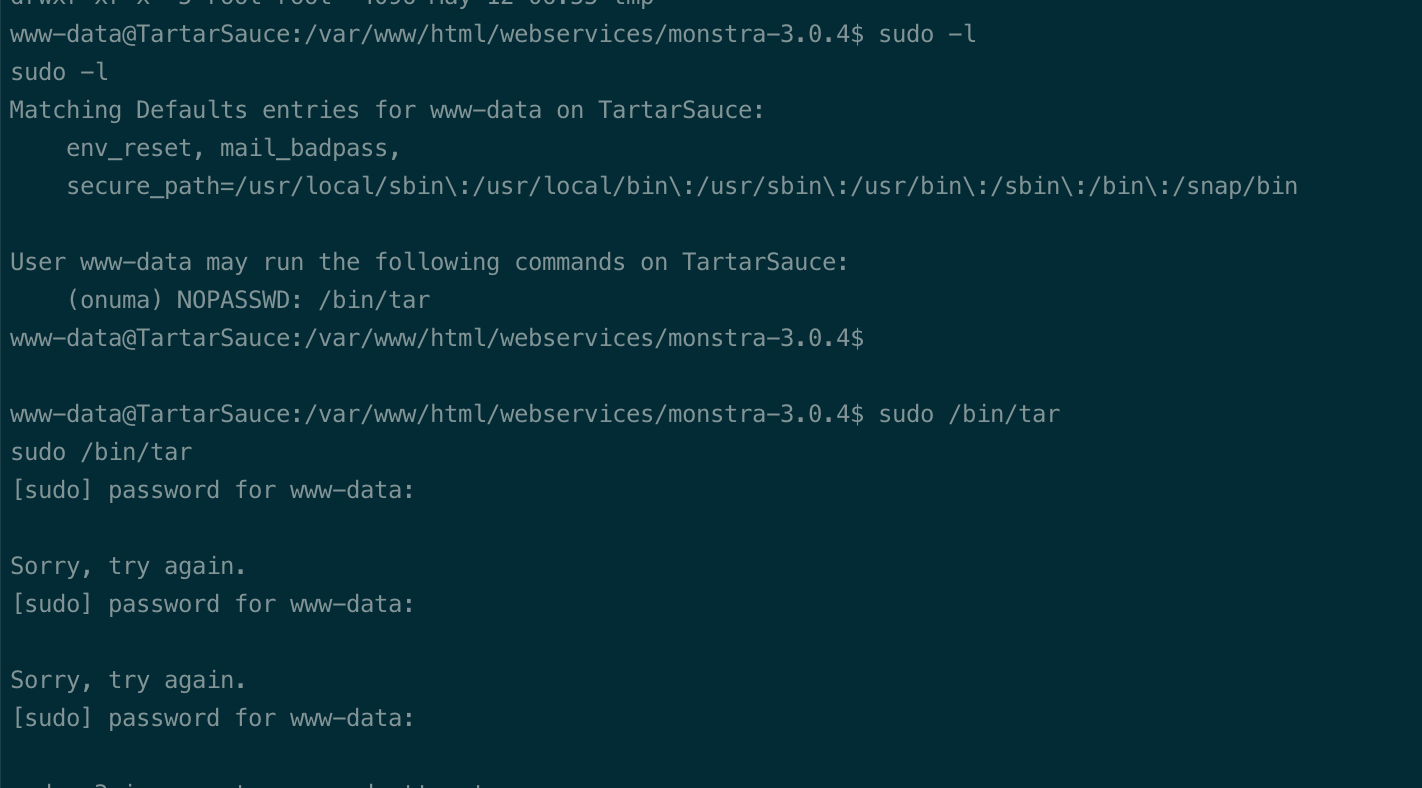 www-data@TartarSauce:/var/www/html/webservices/monstra-3.0.4$ sudo -l
sudo -l
Matching Defaults entries for www-data on TartarSauce:
    env_reset, mail_badpass,
    secure_path=/usr/local/sbin\:/usr/local/bin\:/usr/sbin\:/usr/bin\:/sbin\:/bin\:/snap/bin
User www-data may run the following commands on TartarSauce:
    (onuma) NOPASSWD: /bin/tar
www-data@TartarSauce:/var/www/html/webservices/monstra-3.0.4$
www-data@TartarSauce:/var/www/html/webservices/monstra-3.0.4$ sudo /bin/tar
sudo /bin/tar
[sudo] password for www-data:
Sorry, try again.
[sudo] password for www-data:
Sorry, try again.
[sudo] password for www-data: